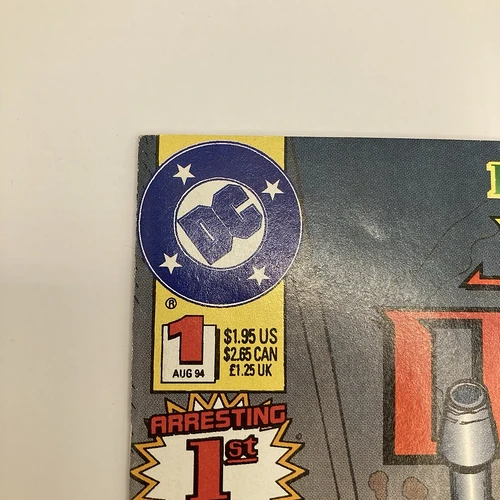 DC
®
1
AUG 94
$1.95 US
$2.65 CAN
£1.25 UK
ARRESTING
1st